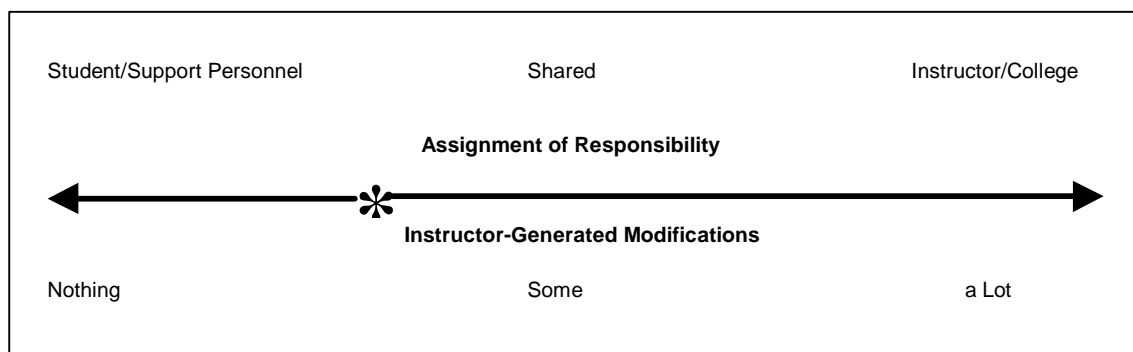 Student/Support Personnel Shared Instructor/College
Assignment of Responsibility
Instructor-Generated Modifications
Nothing Some a Lot